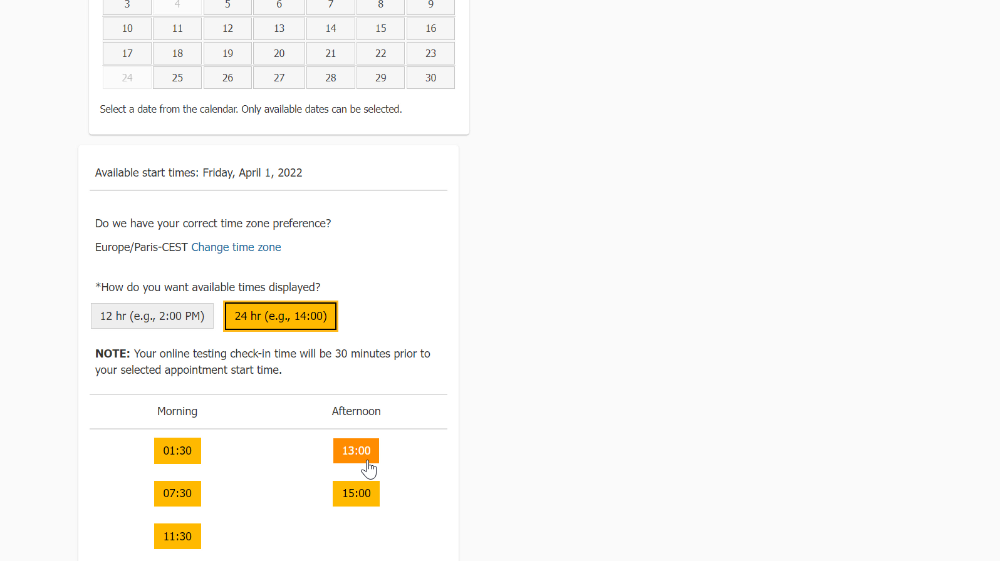 3 4 5 6 7 8 9
10 11 12 13 14 15 16
17 18 19 20 21 22 23
24 25 26 27 28 29 30
Select a date from the calendar. Only available dates can be selected.
Available start times: Friday, April 1, 2022
Do we have your correct time zone preference?
Europe/Paris-CEST Change time zone
*How do you want available times displayed?
12 hr (e.g., 2:00 PM) 24 hr (e.g., 14:00)
NOTE: Your online testing check-in time will be 30 minutes prior to
your selected appointment start time.
Morning Afternoon
01:30 13:00
07:30 15:00
11:30